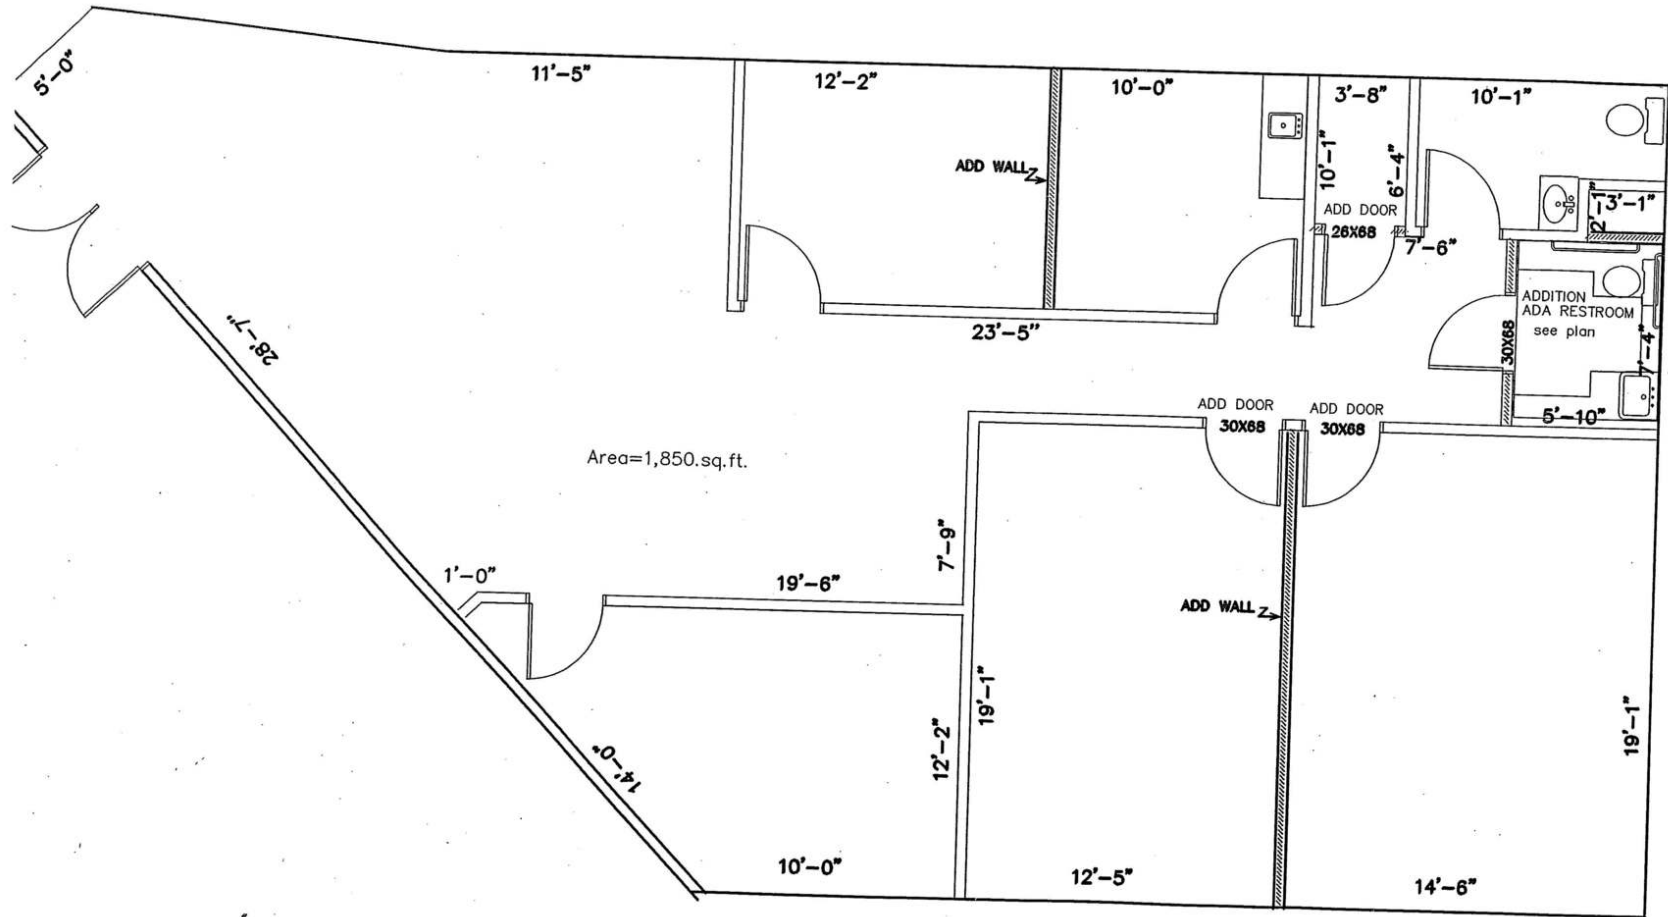 5'-0"
11'-5"
12'-2"
10'-0"
3'-8"
10'-1"
ADD WALL
10'-1"
6'-4"
2'-1"
3'-1"
ADD DOOR
26X68
7'-6"
ADDITION
ADA RESTROOM
see plan
30X68
7'-4"
28'-7"
23'-5"
ADD DOOR
30X68
ADD DOOR
30X68
5'-10"
Area=1,850.sq.ft.
7'-9"
1'-0"
19'-6"
ADD WALL
19'-1"
12'-2"
19'-1"
14'-0"
10'-0"
12'-5"
14'-6"